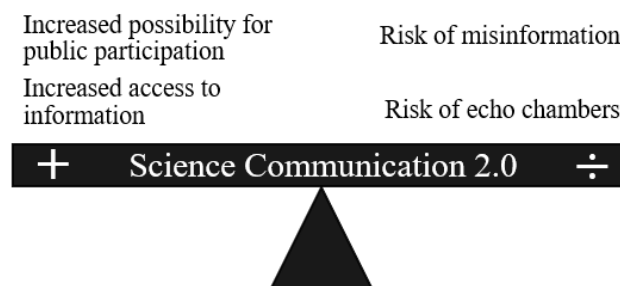 Increased possibility for
public participation
Increased access to
information
Risk of misinformation
Risk of echo chambers
+ Science Communication 2.0 ÷